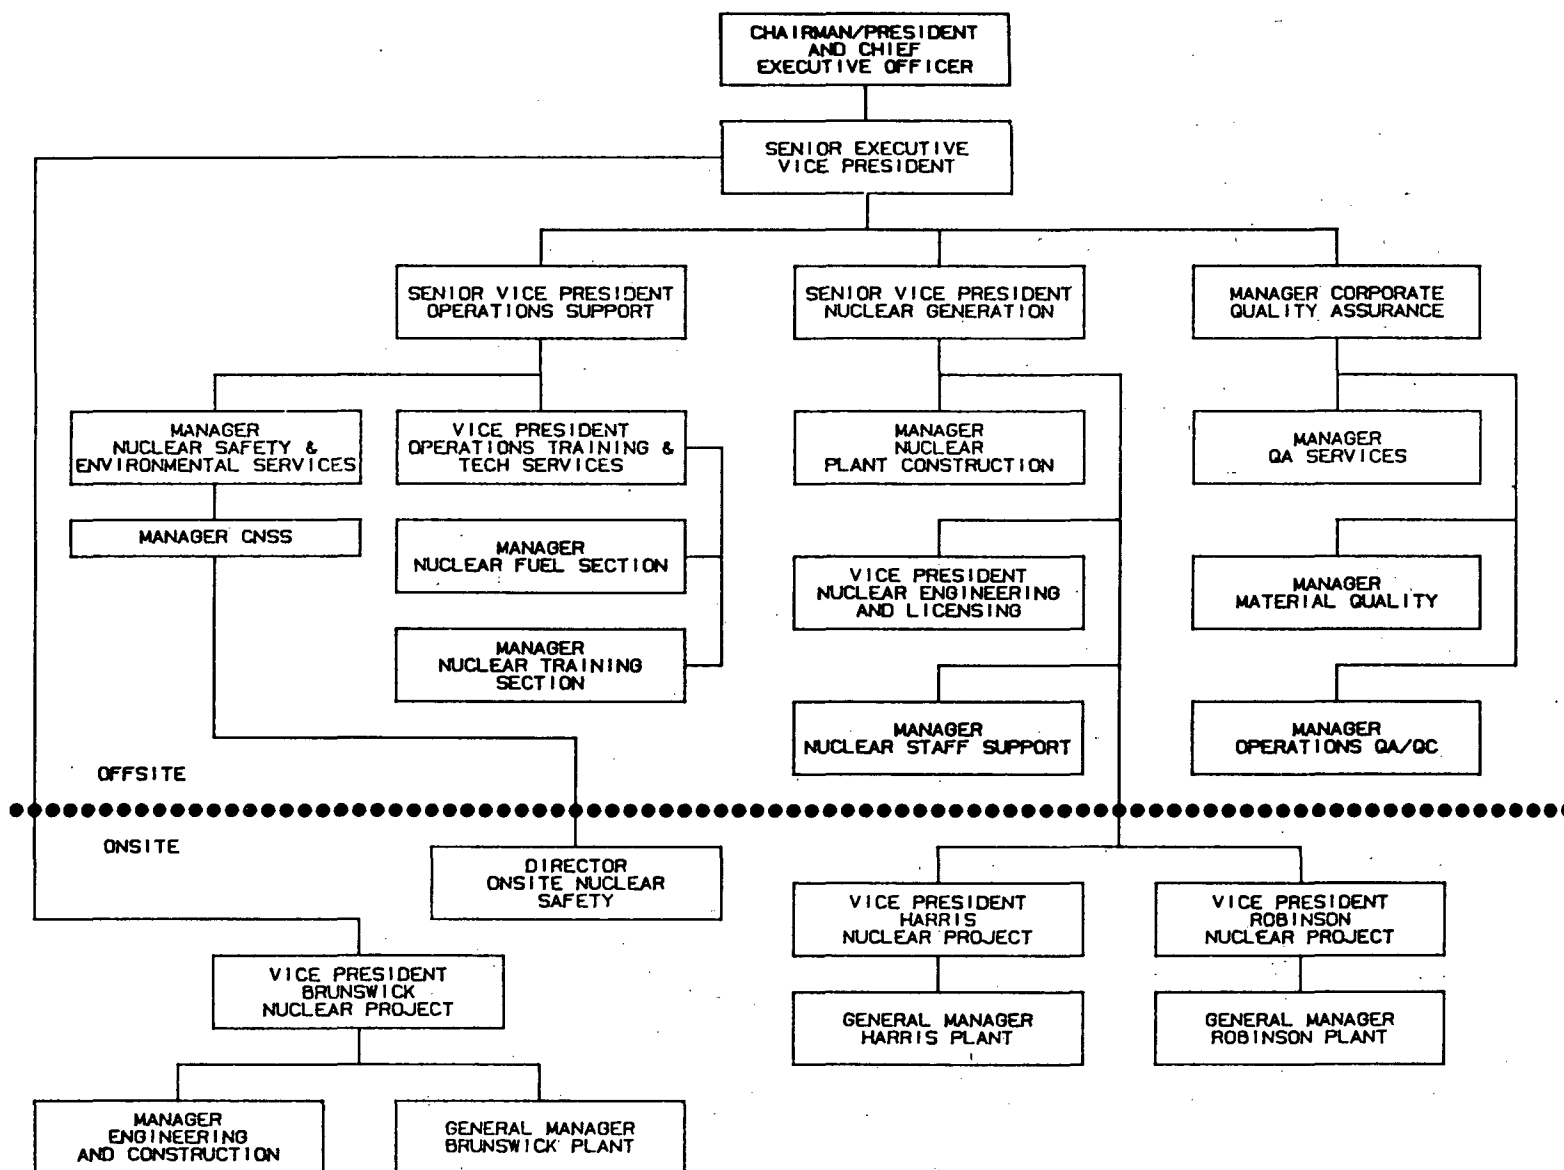 CHAIRMAN/PRESIDENT
AND CHIEF
EXECUTIVE OFFICER
SENIOR EXECUTIVE
VICE PRESIDENT
SENIOR VICE PRESIDENT
OPERATIONS SUPPORT
SENIOR VICE PRESIDENT
NUCLEAR GENERATION
MANAGER CORPORATE
QUALITY ASSURANCE
MANAGER
NUCLEAR SAFETY &
ENVIRONMENTAL SERVICES
VICE PRESIDENT
OPERATIONS TRAINING &
TECH SERVICES
MANAGER
NUCLEAR
PLANT CONSTRUCTION
MANAGER
QA SERVICES
MANAGER CNSS
MANAGER
NUCLEAR FUEL SECTION
VICE PRESIDENT
NUCLEAR ENGINEERING
AND LICENSING
MANAGER
MATERIAL QUALITY
MANAGER
NUCLEAR TRAINING
SECTION
MANAGER
NUCLEAR STAFF SUPPORT
MANAGER
OPERATIONS QA/QC
OFFSITE
ONSITE
DIRECTOR
ONSITE NUCLEAR
SAFETY
VICE PRESIDENT
HARRIS
NUCLEAR PROJECT
VICE PRESIDENT
ROBINSON
NUCLEAR PROJECT
VICE PRESIDENT
BRUNSWICK
NUCLEAR PROJECT
GENERAL MANAGER
HARRIS PLANT
GENERAL MANAGER
ROBINSON PLANT
MANAGER
ENGINEERING
AND CONSTRUCTION
GENERAL MANAGER
BRUNSWICK PLANT